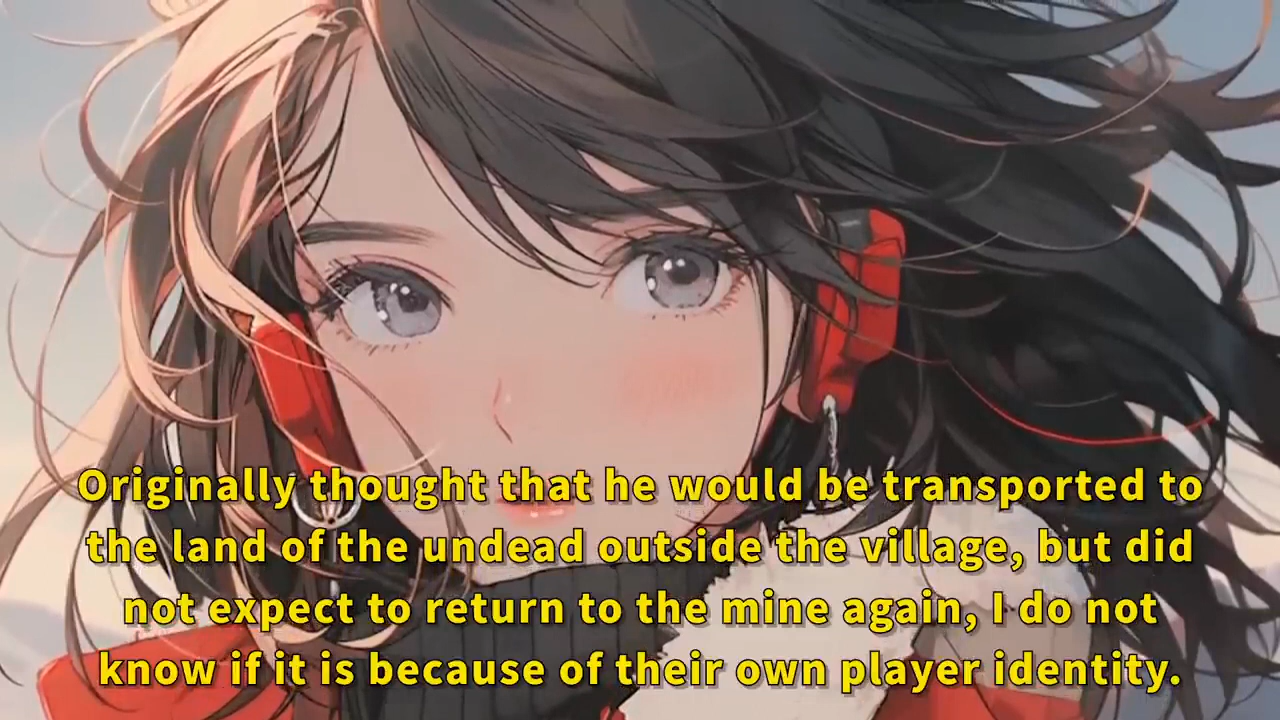 Originally thought that he would be transported to
the land of the undead outside the village, but did
not expect to return to the mine again, I do not
know if it is because of their own player identity.